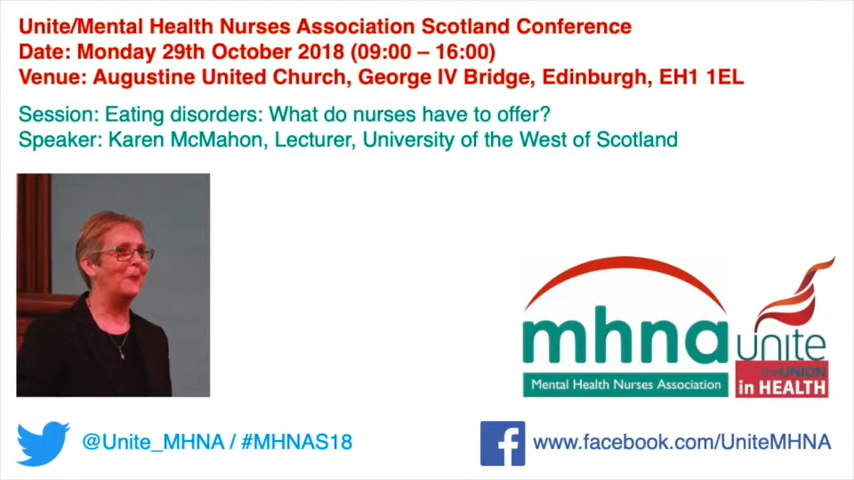 Unite/Mental Health Nurses Association Scotland Conference
Date: Monday 29th October 2018 (09:00 – 16:00)
Venue: Augustine United Church, George IV Bridge, Edinburgh, EH1 1EL
Session: Eating disorders: What do nurses have to offer?
Speaker: Karen McMahon, Lecturer, University of the West of Scotland
mhna
Mental Health Nurses Association
unite
the UNION
in HEALTH
@Unite_MHNA / #MHNAS18
www.facebook.com/UniteMHNA